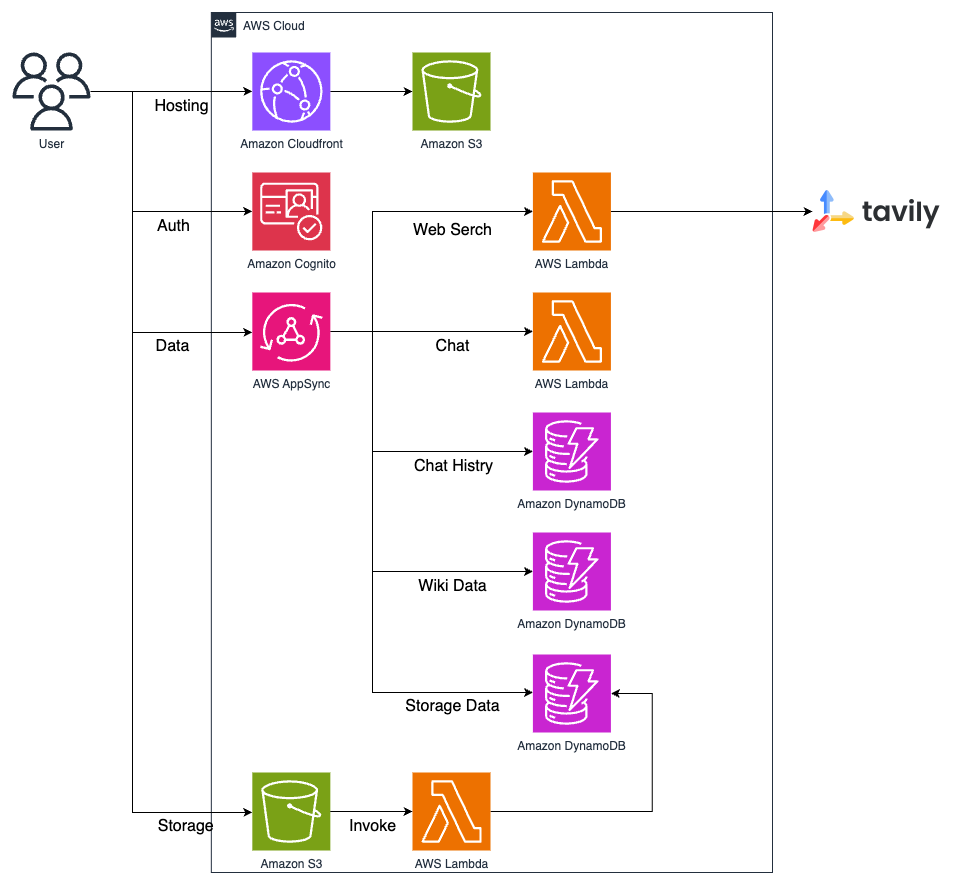 aws
AWS Cloud
User
Hosting
Amazon Cloudfront
Amazon S3
Auth
Amazon Cognito
Web Serch
AWS Lambda
tavily
Data
AWS AppSync
Chat
AWS Lambda
Chat Histry
Amazon DynamoDB
Wiki Data
Amazon DynamoDB
Storage Data
Amazon DynamoDB
Storage
Amazon S3
Invoke
AWS Lambda